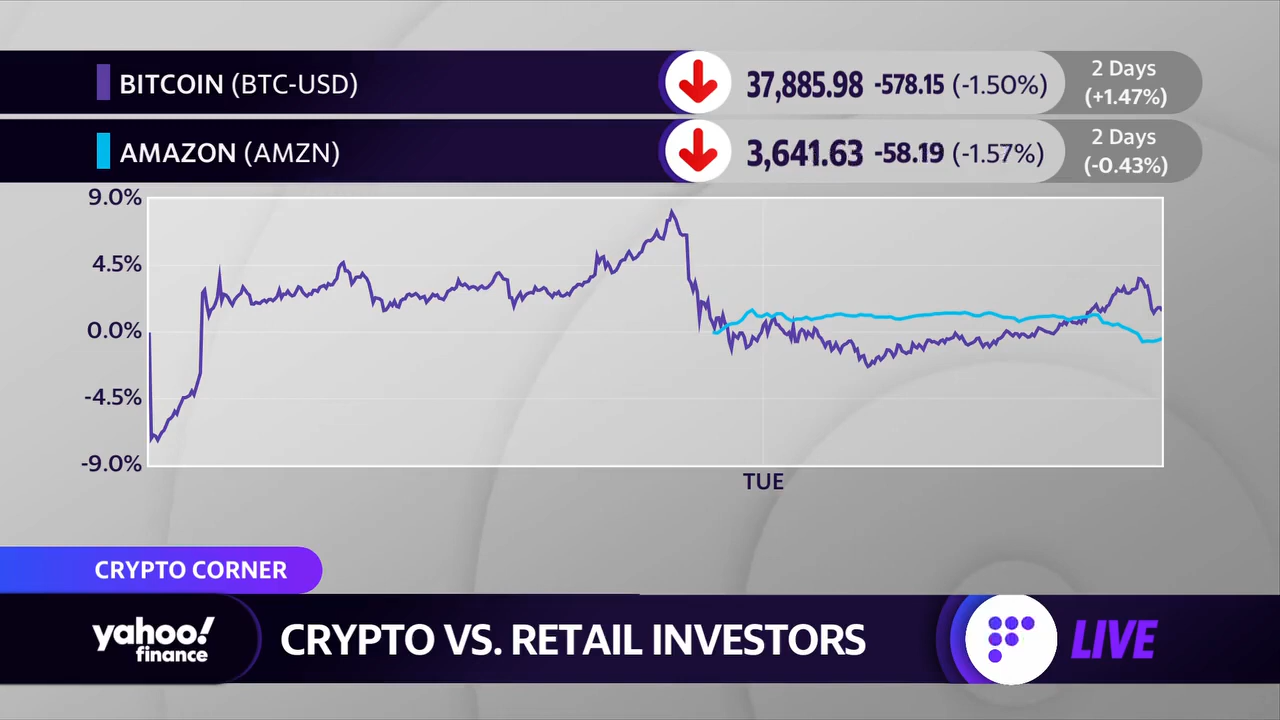 BITCOIN (BTC-USD) 37,885.98 -578.15 (-1.50%) 2 Days (+1.47%)
AMAZON (AMZN) 3,641.63 -58.19 (-1.57%) 2 Days (-0.43%)
9.0%
4.5%
0.0%
-4.5%
-9.0%
TUE
CRYPTO CORNER
yahoo!
finance
CRYPTO VS. RETAIL INVESTORS
LIVE